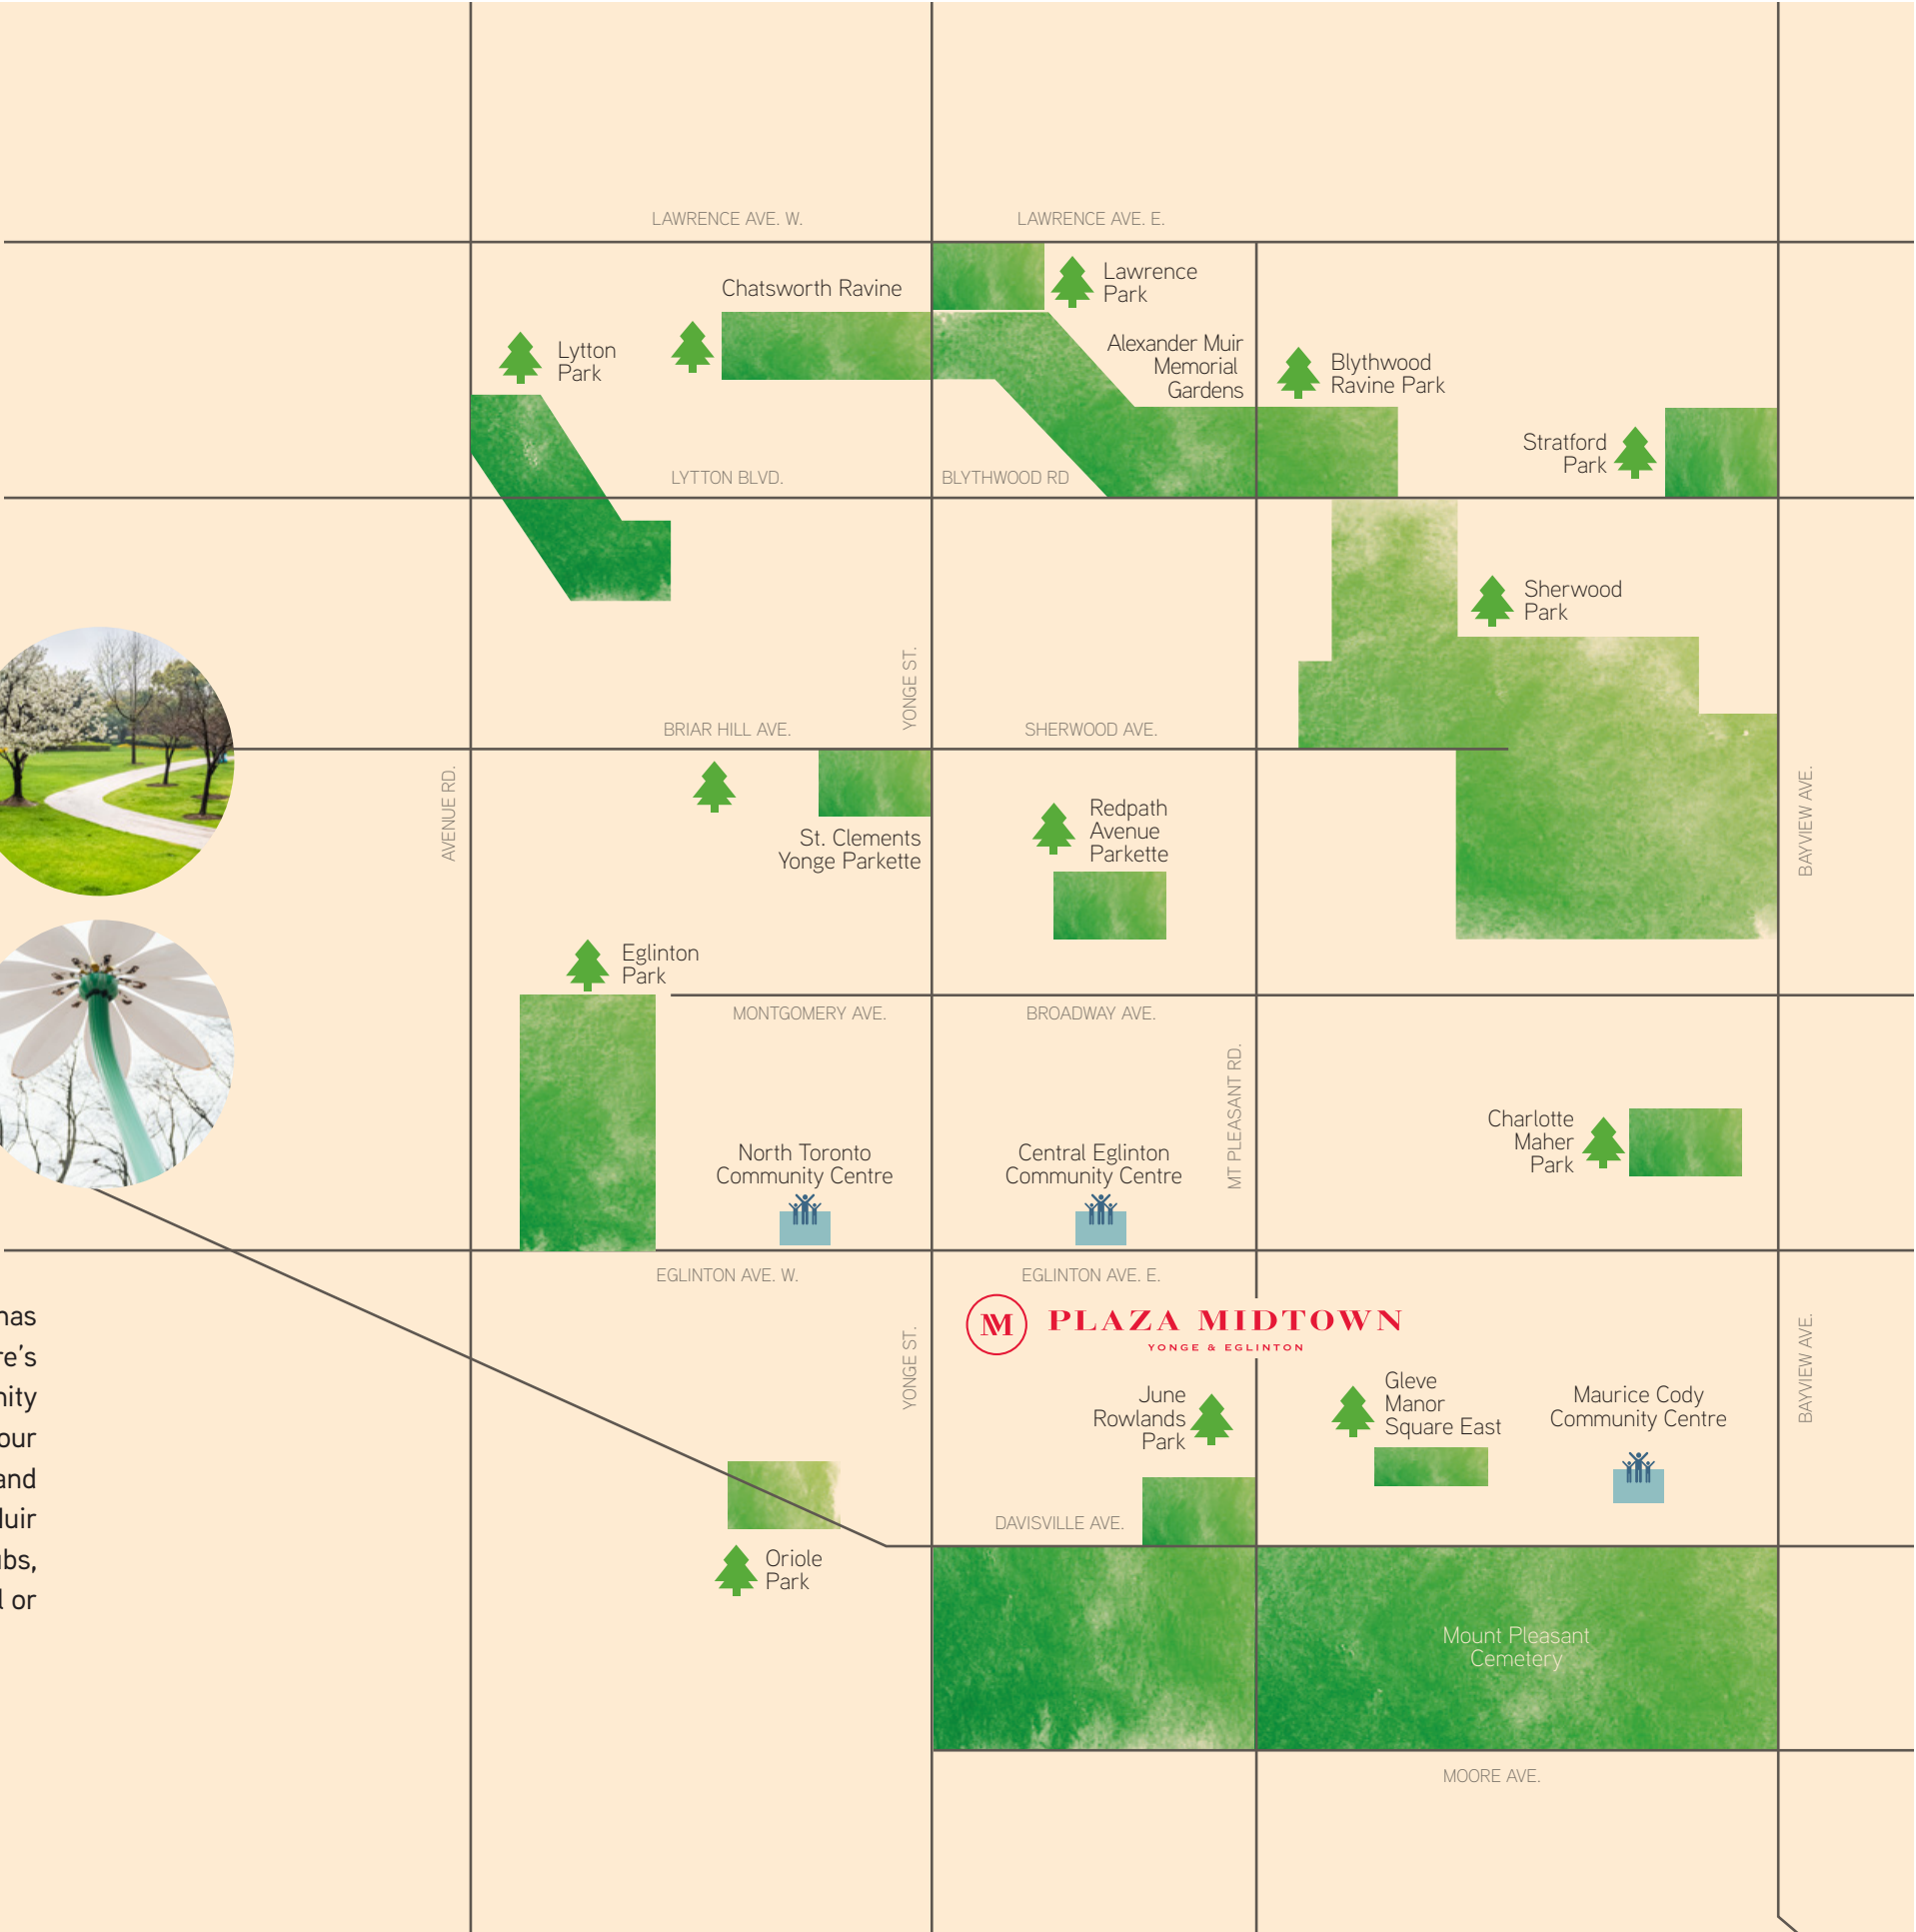 LAWRENCE AVE. W.
LAWRENCE AVE. E.
Chatsworth Ravine
Lawrence
Park
Lytton
Park
Alexander Muir
Memorial
Gardens
Blythwood
Ravine Park
Stratford
Park
LYTTON BLVD.
BLYTHWOOD RD
Sherwood
Park
YONGE ST.
BRIAR HILL AVE.
SHERWOOD AVE.
AVENUE RD.
BAYVIEW AVE.
St. Clements
Yonge Parkette
Redpath
Avenue
Parkette
Eglinton
Park
MONTGOMERY AVE.
BROADWAY AVE.
MT PLEASANT RD.
Charlotte
Maher
Park
North Toronto
Community Centre
Central Eglinton
Community Centre
EGLINTON AVE. W.
EGLINTON AVE. E.
M PLAZA MIDTOWN
YONGE & EGLINTON
has
re's
nity
our
and
uir
bs,
l or
YONGE ST.
BAYVIEW AVE.
June
Rowlands
Park
Gleve
Manor
Square East
Maurice Cody
Community Centre
DAVISVILLE AVE.
Oriole
Park
Mount Pleasant
Cemetery
MOORE AVE.